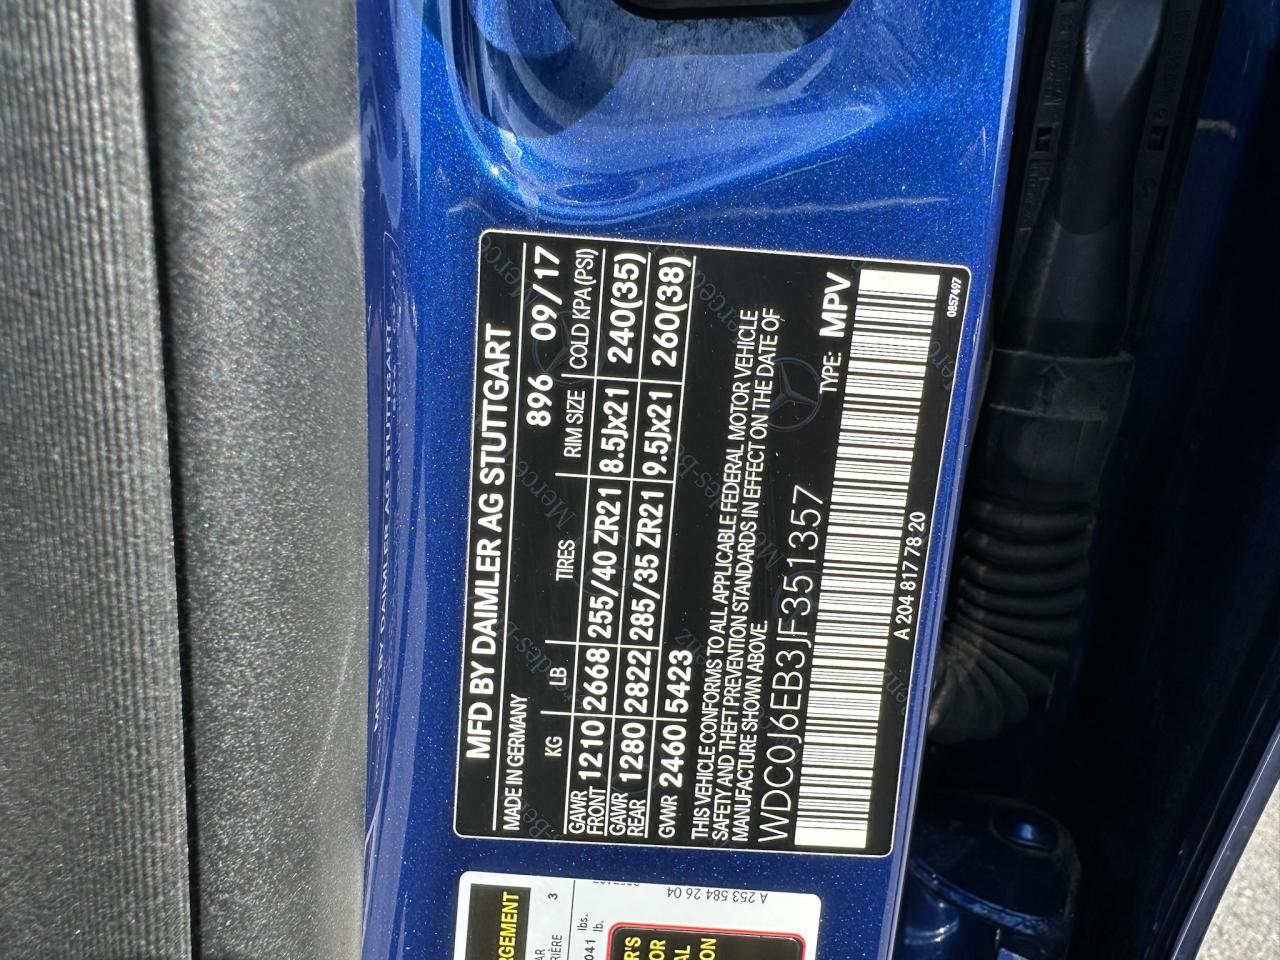 MFD BY DAIMLER AG STUTTGART
MADE IN GERMANY 896 09/17
KG LB TIRES RIM SIZE COLD KPA(PSI)
GAWR FRONT 1210 2668 255/40 ZR21 8.5Jx21 240(35)
GAWR REAR 1280 2822 285/35 ZR21 9.5Jx21 260(38)
GVWR 2460 5423
THIS VEHICLE CONFORMS TO ALL APPLICABLE FEDERAL MOTOR VEHICLE
SAFETY AND THEFT PREVENTION STANDARDS IN EFFECT ON THE DATE OF
MANUFACTURE SHOWN ABOVE.
WDC0J6EB3JF351357 TYPE: MPV
A 204 817 78 20 0857497
A 253 584 26 04
3
lbs.
lb.